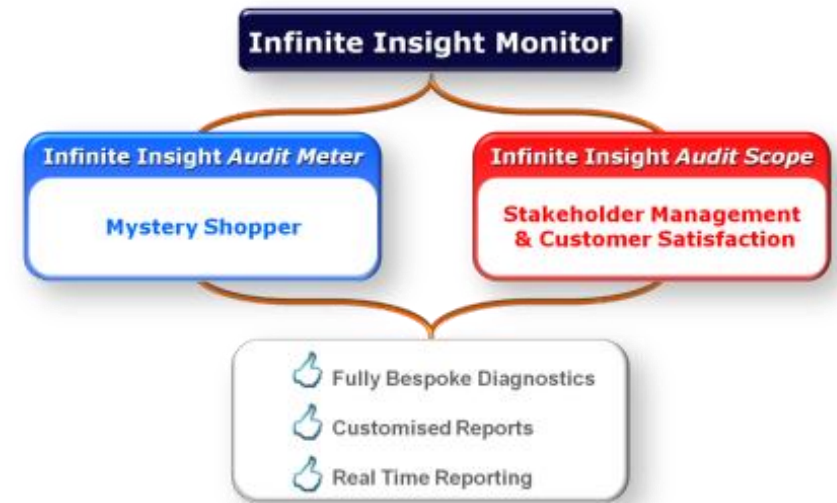 Infinite Insight Monitor
Infinite Insight Audit Meter
Mystery Shopper
Infinite Insight Audit Scope
Stakeholder Management
& Customer Satisfaction
Fully Bespoke Diagnostics
Customised Reports
Real Time Reporting